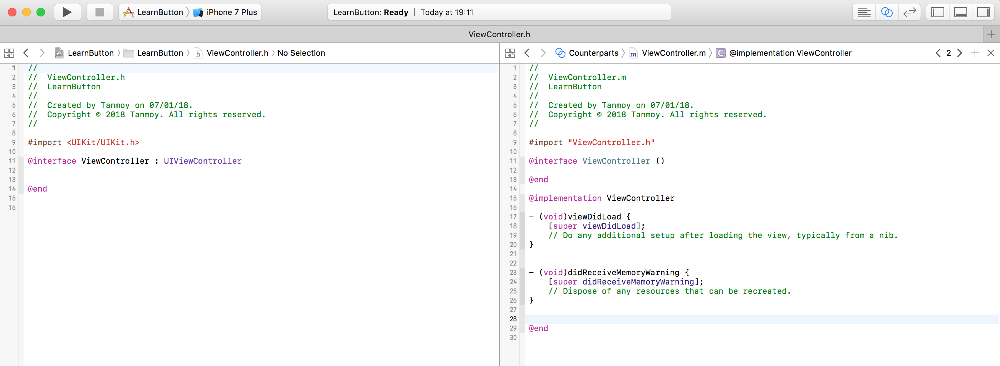 LearnButton iPhone 7 Plus LearnButton: Ready | Today at 19:11
ViewController.h
LearnButton LearnButton h ViewController.h No Selection
1 //
2 //  ViewController.h
3 //  LearnButton
4 //
5 //  Created by Tanmoy on 07/01/18.
6 //  Copyright © 2018 Tanmoy. All rights reserved.
7 //
8
9 #import <UIKit/UIKit.h>
10
11 @interface ViewController : UIViewController
12
13
14 @end
15
16
Counterparts m ViewController.m C @implementation ViewController 2
1 //
2 //  ViewController.m
3 //  LearnButton
4 //
5 //  Created by Tanmoy on 07/01/18.
6 //  Copyright © 2018 Tanmoy. All rights reserved.
7 //
8
9 #import "ViewController.h"
10
11 @interface ViewController ()
12
13 @end
14
15 @implementation ViewController
16
17 - (void)viewDidLoad {
18     [super viewDidLoad];
19     // Do any additional setup after loading the view, typically from a nib.
20 }
21
22
23 - (void)didReceiveMemoryWarning {
24     [super didReceiveMemoryWarning];
25     // Dispose of any resources that can be recreated.
26 }
27
28
29 @end
30